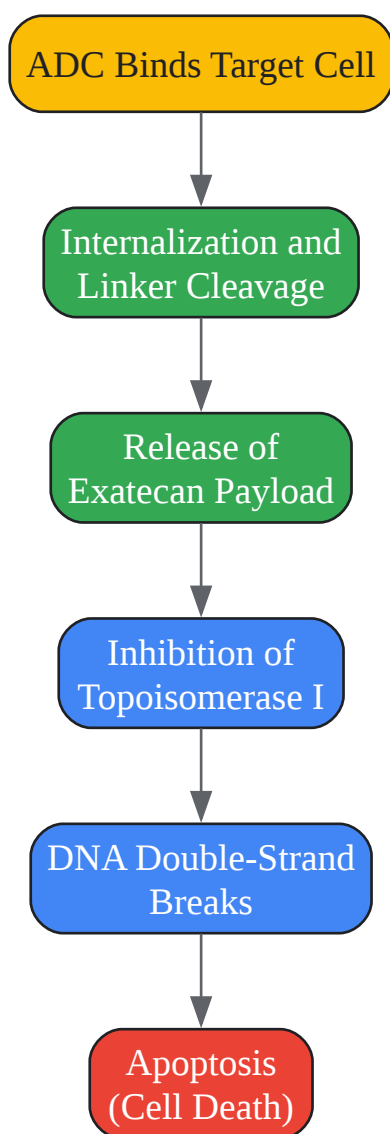 ADC Binds Target Cell
Internalization and
Linker Cleavage
Release of
Exatecan Payload
Inhibition of
Topoisomerase I
DNA Double-Strand
Breaks
Apoptosis
(Cell Death)